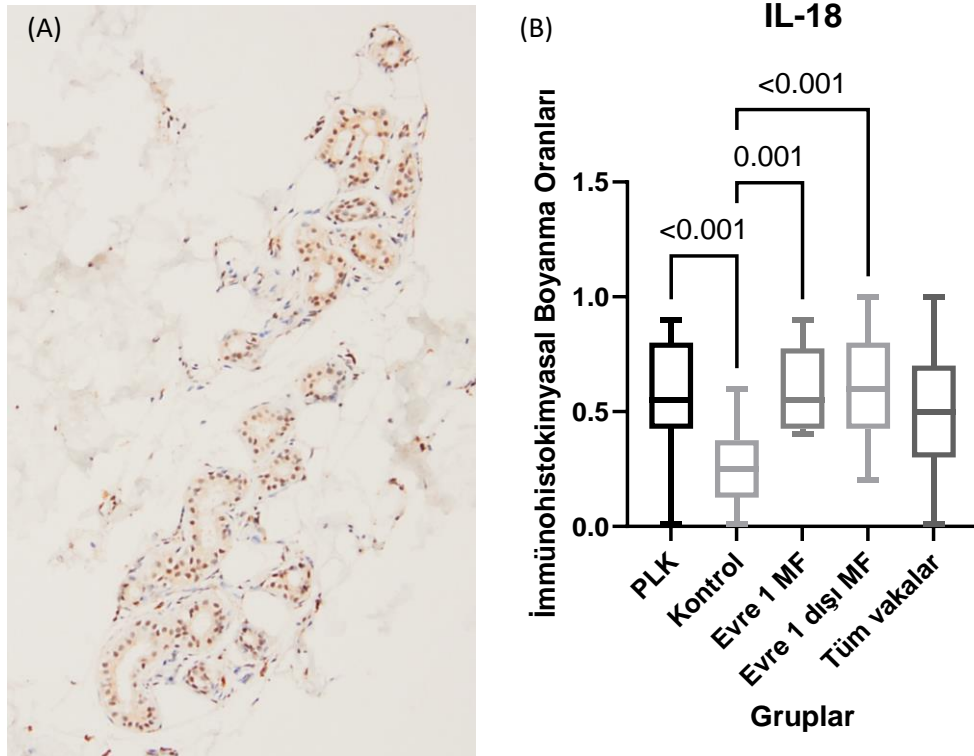 (A)
(B)
IL-18
İmmünohistokimyasal Boyanma Oranları
<0.001
0.001
<0.001
1.5
1.0
0.5
0.0
PLK
Kontrol
Evre 1 MF
Evre 1 dışı MF
Tüm vakalar
Gruplar